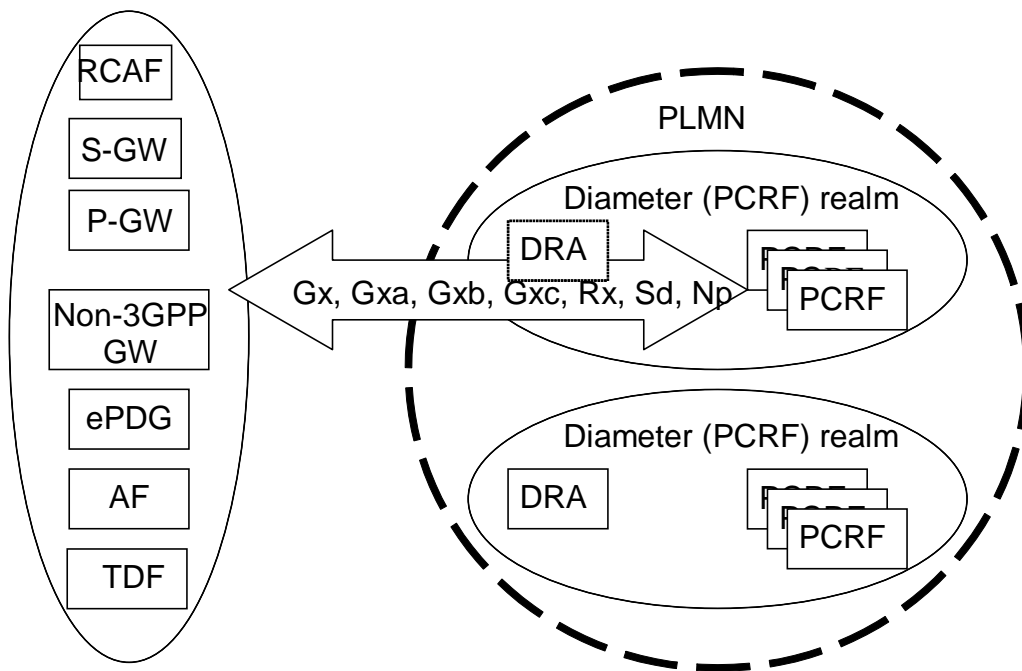 RCAF
S-GW
P-GW
Non-3GPP
GW
ePDG
AF
TDF
PLMN
Diameter (PCRF) realm
DRA
PCRF
Gx, Gxa, Gxb, Gxc, Rx, Sd, Np
Diameter (PCRF) realm
DRA
PCRF